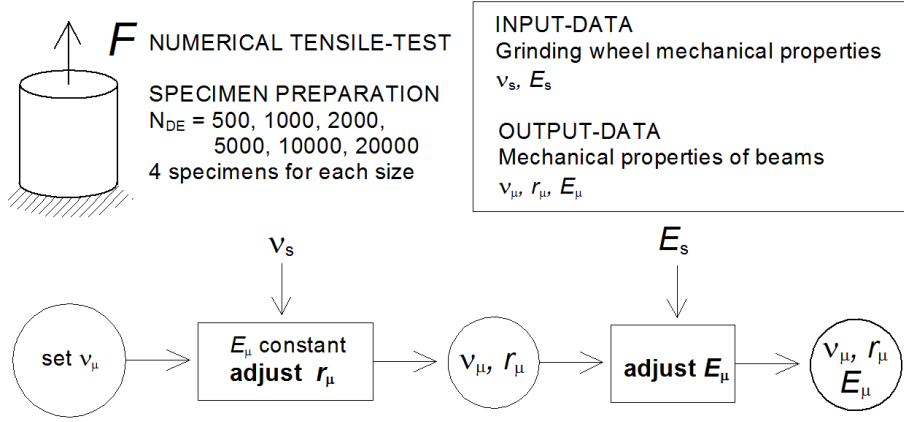 F NUMERICAL TENSILE-TEST
SPECIMEN PREPARATION
N_DE = 500, 1000, 2000,
5000, 10000, 20000
4 specimens for each size
INPUT-DATA
Grinding wheel mechanical properties
ν_s, E_s
OUTPUT-DATA
Mechanical properties of beams
ν_μ, r_μ, E_μ
ν_s
E_s
set ν_μ
E_μ constant
adjust r_μ
ν_μ, r_μ
adjust E_μ
ν_μ, r_μ
E_μ